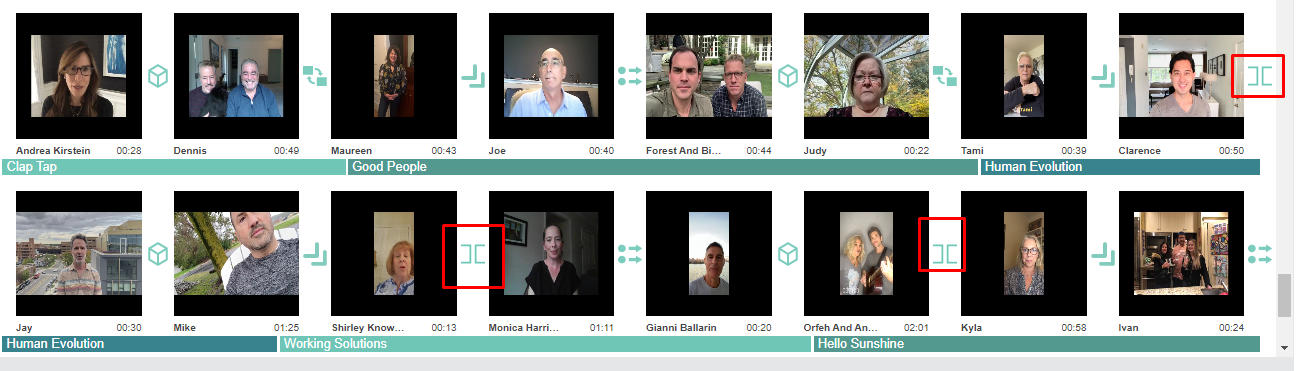 Andrea Kirstein 00:28 Dennis 00:49 Maureen 00:43 Joe 00:40 Forest And Bi... 00:44 Judy 00:22 Tami 00:39 Clarence 00:50
Clap Tap Good People Human Evolution
Jay 00:30 Mike 01:25 Shirley Know... 00:13 Monica Harri... 01:11 Gianni Ballarin 00:20 Orfeh And An... 02:01 Kyla 00:58 Ivan 00:24
Human Evolution Working Solutions Hello Sunshine